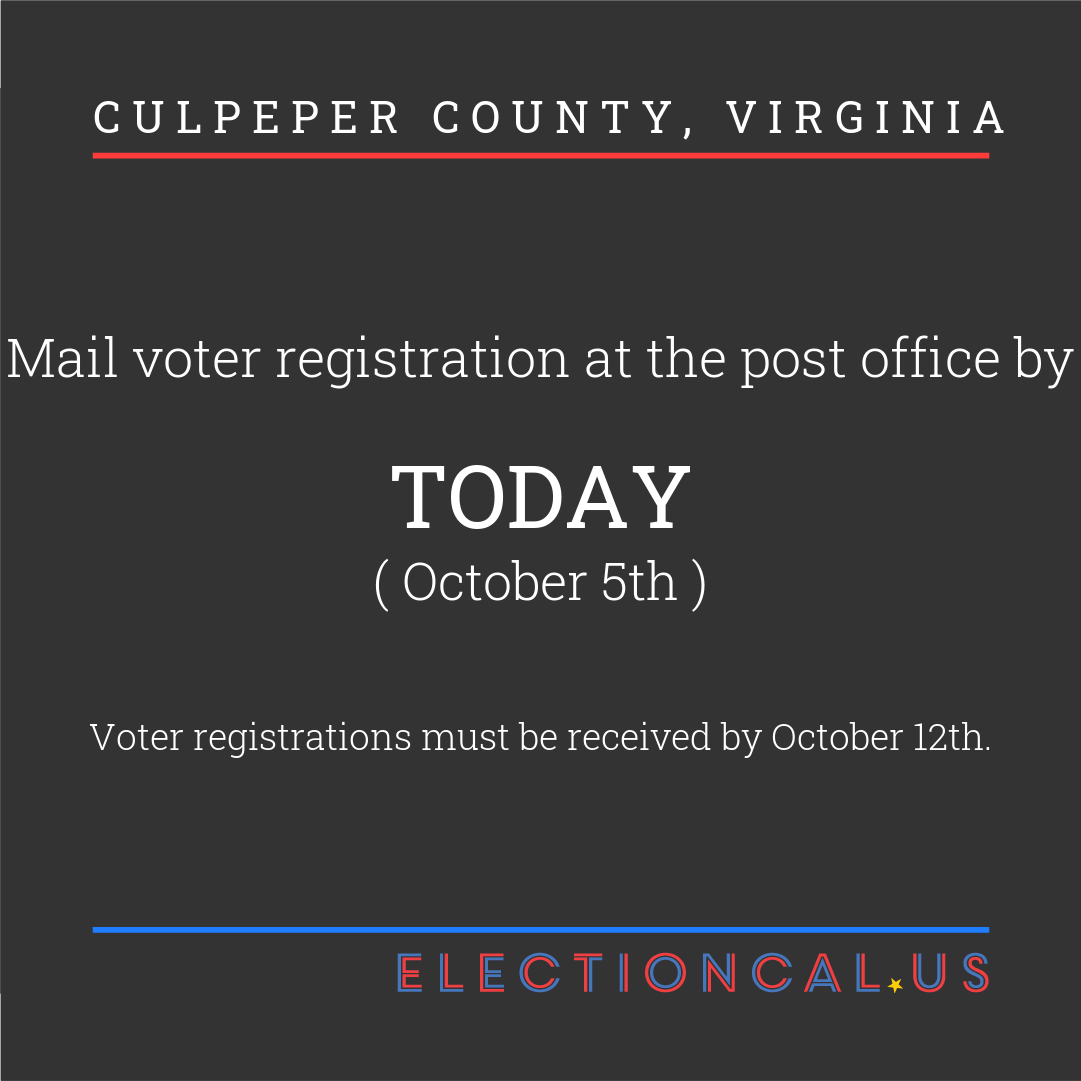 CULPEPER COUNTY, VIRGINIA
Mail voter registration at the post office by
TODAY
( October 5th )
Voter registrations must be received by October 12th.
ELECTIONCAL.US